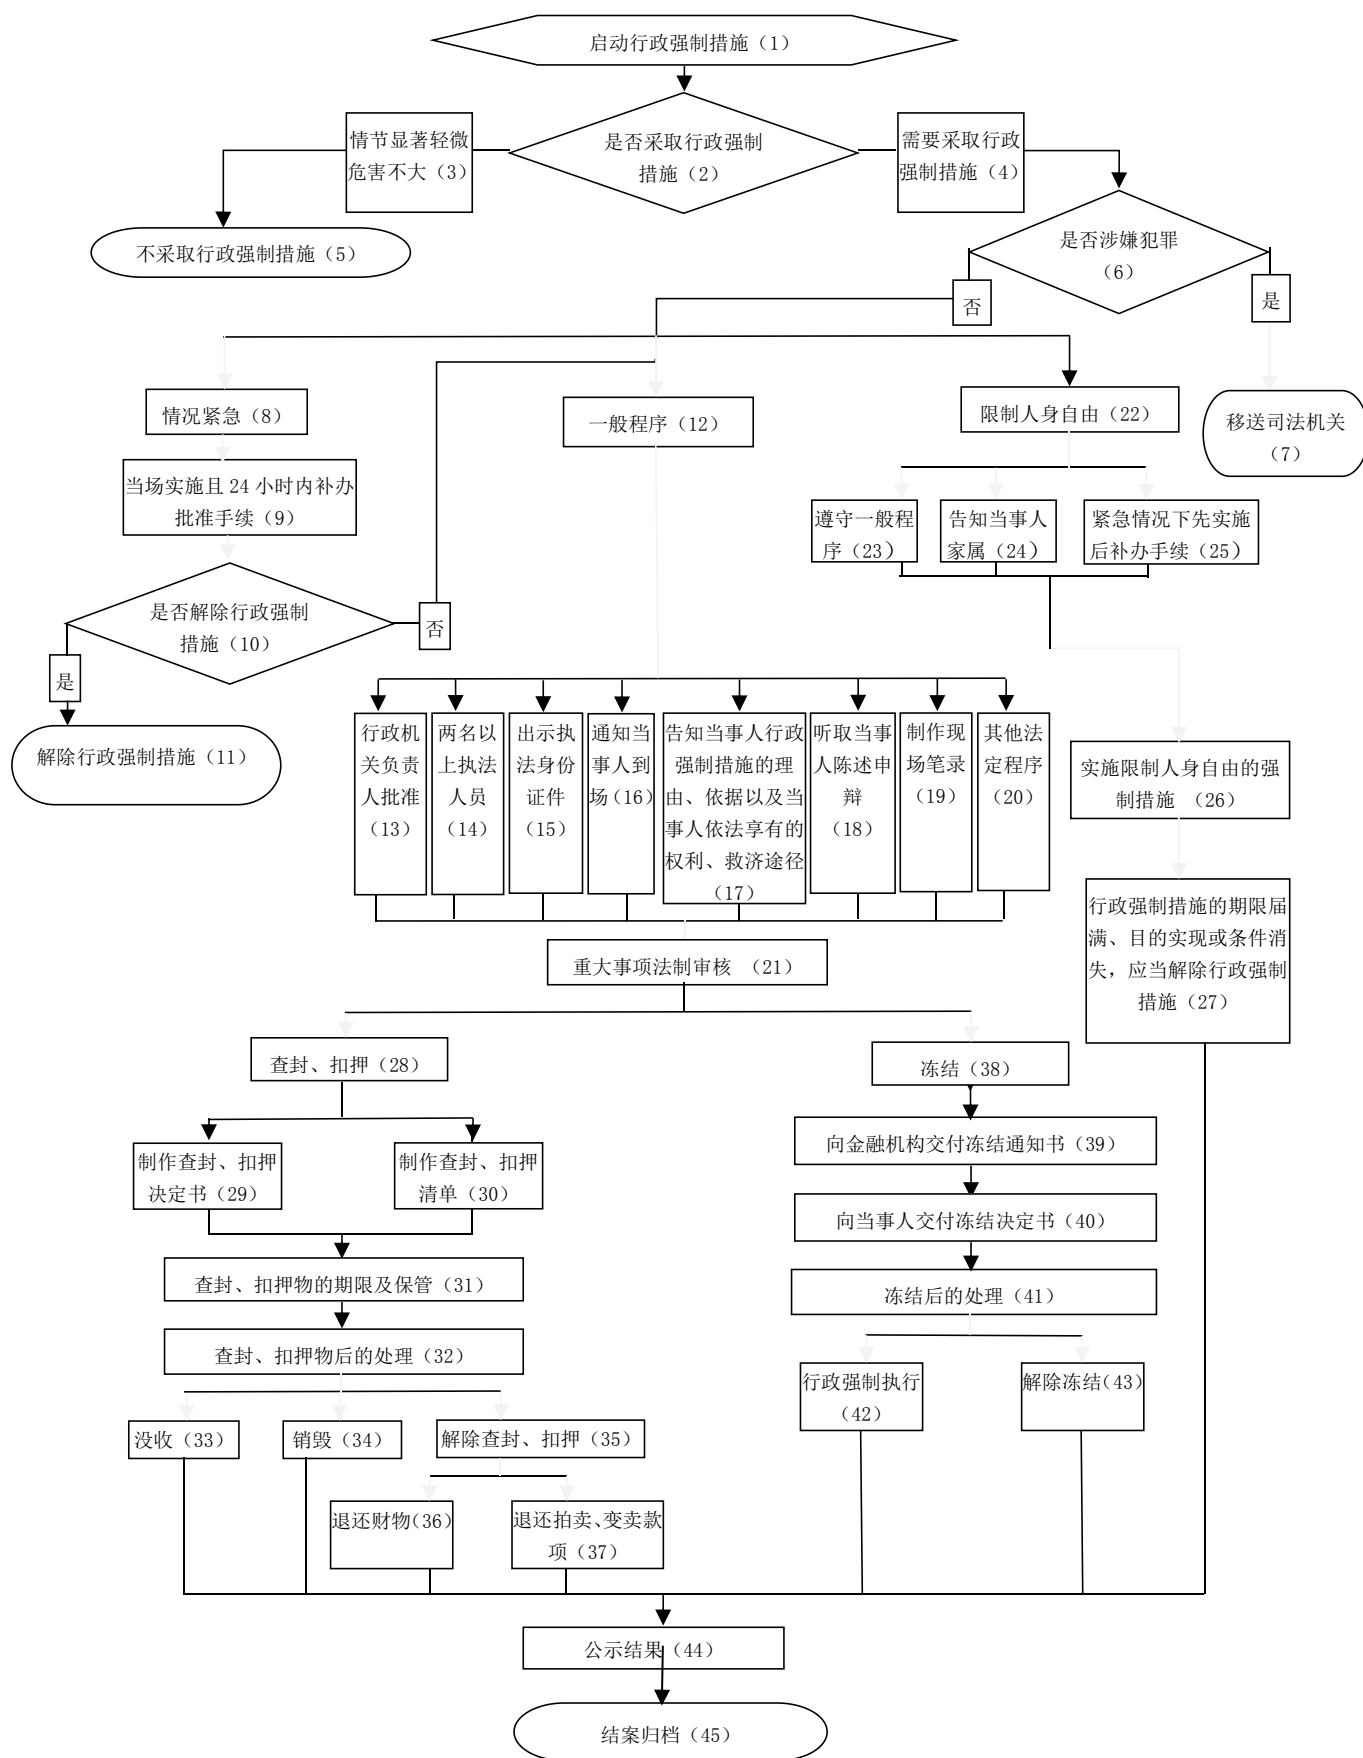 启动行政强制措施（1）
情节显著轻微
危害不大（3）
是否采取行政强制
措施（2）
需要采取行政
强制措施（4）
不采取行政强制措施（5）
是否涉嫌犯罪
（6）
否
是
情况紧急（8）
一般程序（12）
限制人身自由（22）
移送司法机关
（7）
当场实施且 24 小时内补办
批准手续（9）
遵守一般程
序（23）
告知当事人
家属（24）
紧急情况下先实施
后补办手续（25）
是否解除行政强制
措施（10）
否
是
解除行政强制措施（11）
行政机
关负责
人批准
（13）
两名以
上执法
人员
（14）
出示执
法身份
证件
（15）
通知当
事人到
场（16）
告知当事人行政
强制措施的理
由、依据以及当
事人依法享有的
权利、救济途径
（17）
听取当事
人陈述申
辩
（18）
制作现
场笔录
（19）
其他法
定程序
（20）
实施限制人身自由的强
制措施 （26）
行政强制措施的期限届
满、目的实现或条件消
失，应当解除行政强制
措施（27）
重大事项法制审核 （21）
查封、扣押（28）
冻结（38）
制作查封、扣押
决定书（29）
制作查封、扣押
清单（30）
向金融机构交付冻结通知书（39）
向当事人交付冻结决定书（40）
查封、扣押物的期限及保管（31）
冻结后的处理（41）
查封、扣押物后的处理（32）
行政强制执行
（42）
解除冻结（43）
没收（33）
销毁（34）
解除查封、扣押（35）
退还财物（36）
退还拍卖、变卖款
项（37）
公示结果（44）
结案归档（45）